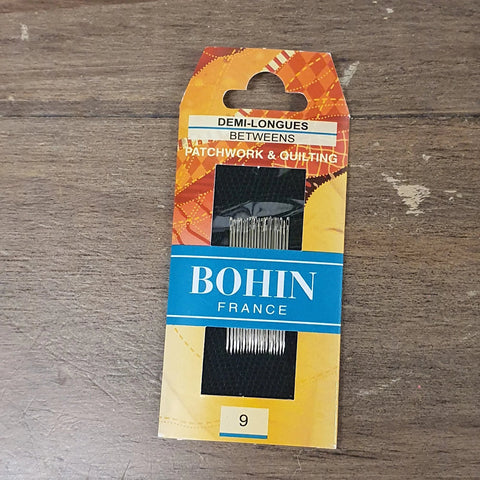 DEMI-LONGUES
BETWEENS
PATCHWORK & QUILTING
BOHIN
FRANCE
9